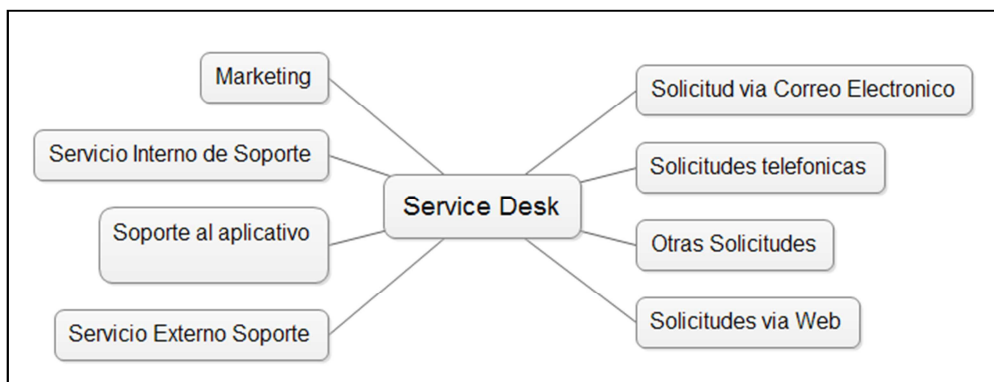 Marketing
Servicio Interno de Soporte
Soporte al aplicativo
Servicio Externo Soporte
Service Desk
Solicitud via Correo Electronico
Solicitudes telefonicas
Otras Solicitudes
Solicitudes via Web